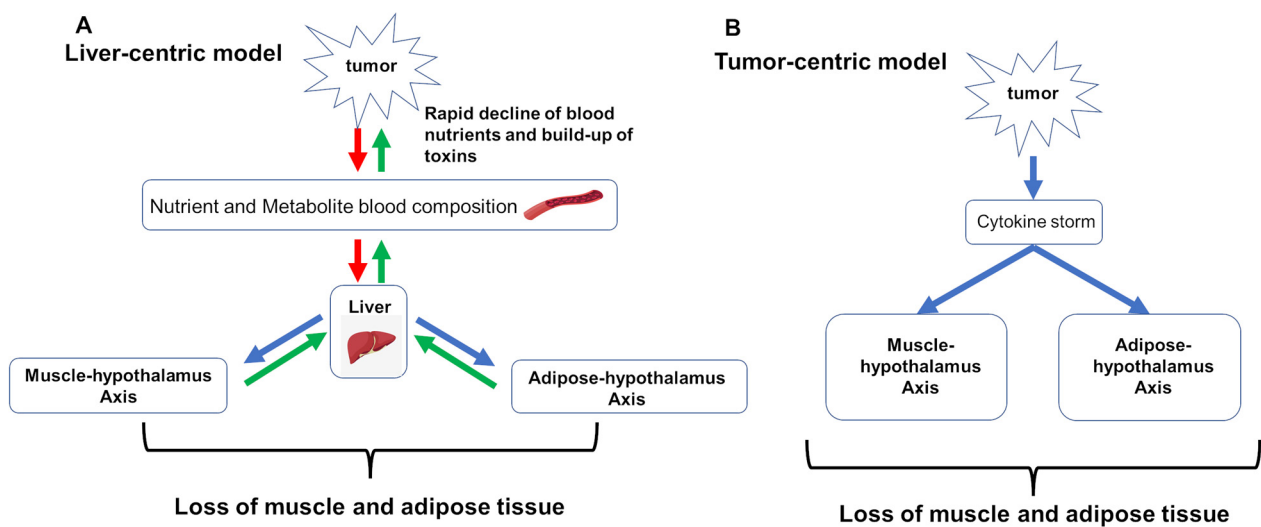 A
Liver-centric model
tumor
Rapid decline of blood
nutrients and build-up of
toxins
Nutrient and Metabolite blood composition
Liver
Muscle-hypothalamus
Axis
Adipose-hypothalamus
Axis
Loss of muscle and adipose tissue
B
Tumor-centric model
tumor
Cytokine storm
Muscle-
hypothalamus
Axis
Adipose-
hypothalamus
Axis
Loss of muscle and adipose tissue